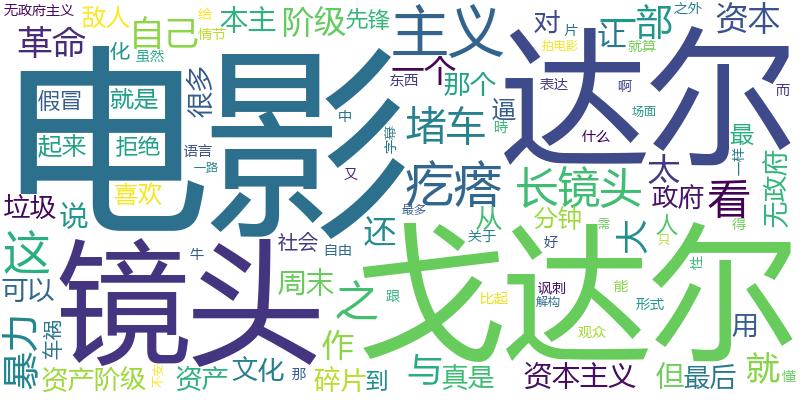 无政府主义
敌人
自己
给
情节
本主
阶级
先锋
主义
对
片
让
一部
之外
就算
资本
革命
化
虽然
很多
一个
那个
拍电影
表达
啊
场面
而
电影
达尔
假冒
就是
起来
拒绝
语言
一路
中
又
字幕
堵车
东西
逼
時
什么
最
一样
无政府
喜欢
疙瘩
长镜头
太
政府
看
垃圾
说
最多
从
分钟
大
人
需
只
得
这
镜头
社会
自由
牛
还
关于
戈达尔
好
讽刺
解构
能
形式
性
可以
周末
之
跟
比起
观众
用
暴力
车祸
作
资产阶级
不安
资产
文化
那
碎片
到
与
真是
资本主义
但
最后
就
懂